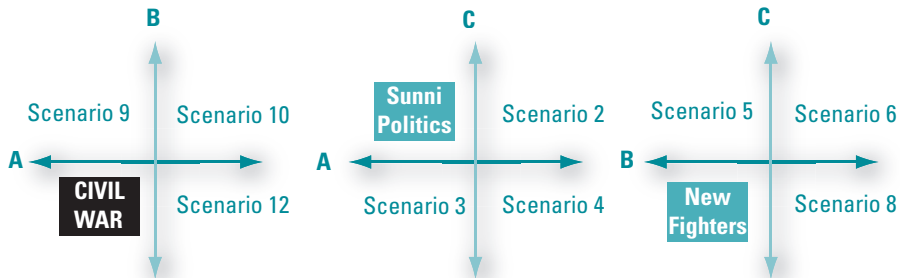 B
Scenario 9
Scenario 10
A
CIVIL
WAR
Scenario 12
C
Sunni
Politics
Scenario 2
A
Scenario 3
Scenario 4
C
Scenario 5
Scenario 6
B
New
Fighters
Scenario 8